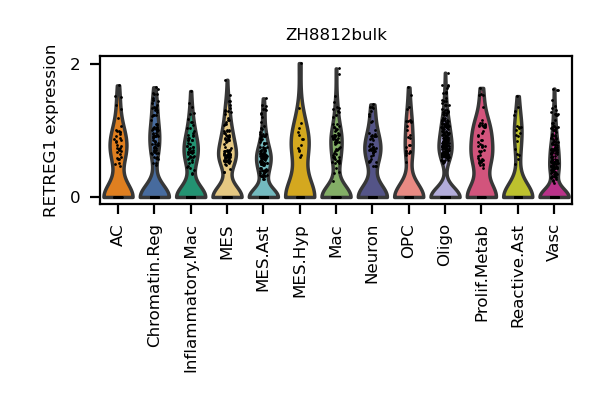 ZH8812bulk
RETREG1 expression
2
0
AC
Chromatin.Reg
Inflammatory.Mac
MES
MES.Ast
MES.Hyp
Mac
Neuron
OPC
Oligo
Prolif.Metab
Reactive.Ast
Vasc